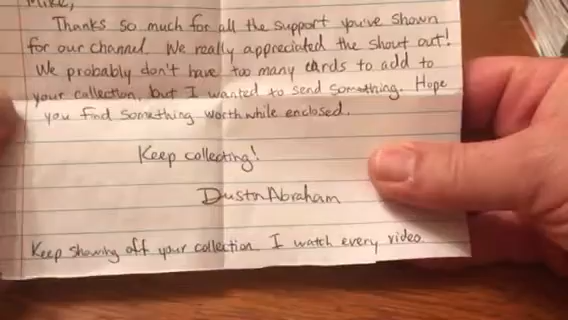 Mike,
Thanks so much for all the support you've shown
for our channel. We really appreciated the shout out!
We probably don't have too many cards to add to
your collection, but I wanted to send something. Hope
you find something worthwhile enclosed.
Keep collecting!
Dustn Abraham
Keep showing off your collection. I watch every video.